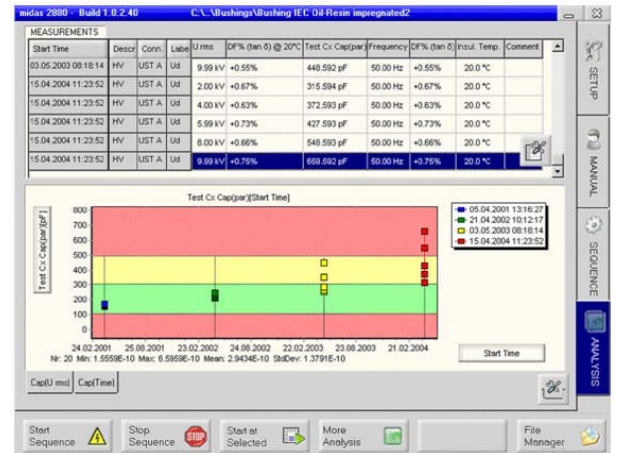 midas 2880 - Build 1.0.2.40 C:\..\Bushings\Bushing IEC Oil-Resin impregnated2
MEASUREMENTS
Start Time Descr Conn. Labe U rms DF% (tan δ) @ 20°C Test Cx Cap(par) Frequency DF% (tan δ) Insul. Temp. Comment
03.05.2003 08:18:14 HV UST A Ud 9.99 kV +0.55% 448.592 pF 50.00 Hz +0.55% 20.0 °C
15.04.2004 11:23:52 HV UST A Ud 2.00 kV +0.67% 315.594 pF 50.00 Hz +0.67% 20.0 °C
15.04.2004 11:23:52 HV UST A Ud 4.00 kV +0.63% 372.593 pF 50.00 Hz +0.63% 20.0 °C
15.04.2004 11:23:52 HV UST A Ud 5.99 kV +0.73% 427.593 pF 50.00 Hz +0.73% 20.0 °C
15.04.2004 11:23:52 HV UST A Ud 8.00 kV +0.66% 548.593 pF 50.00 Hz +0.66% 20.0 °C
15.04.2004 11:23:52 HV UST A Ud 9.99 kV +0.75% 659.592 pF 50.00 Hz +0.75% 20.0 °C
Test Cx Cap(par)[Start Time]
Test Cx Cap(par)[pF]
800
700
600
500
400
300
200
100
0
24.02.2001 25.08.2001 23.02.2002 24.08.2002 22.02.2003 23.08.2003 21.02.2004
05.04.2001 13:16:27
21.04.2002 10:12:17
03.05.2003 08:18:14
15.04.2004 11:23:52
Start Time
Nr: 20 Min: 1.5559E-10 Max: 6.5959E-10 Mean: 2.9434E-10 StdDev: 1.3791E-10
Cap(U rms) Cap(Time)
SETUP
MANUAL
SEQUENCE
ANALYSIS
Start Sequence
Stop Sequence
STOP
Start at Selected
More Analysis
File Manager